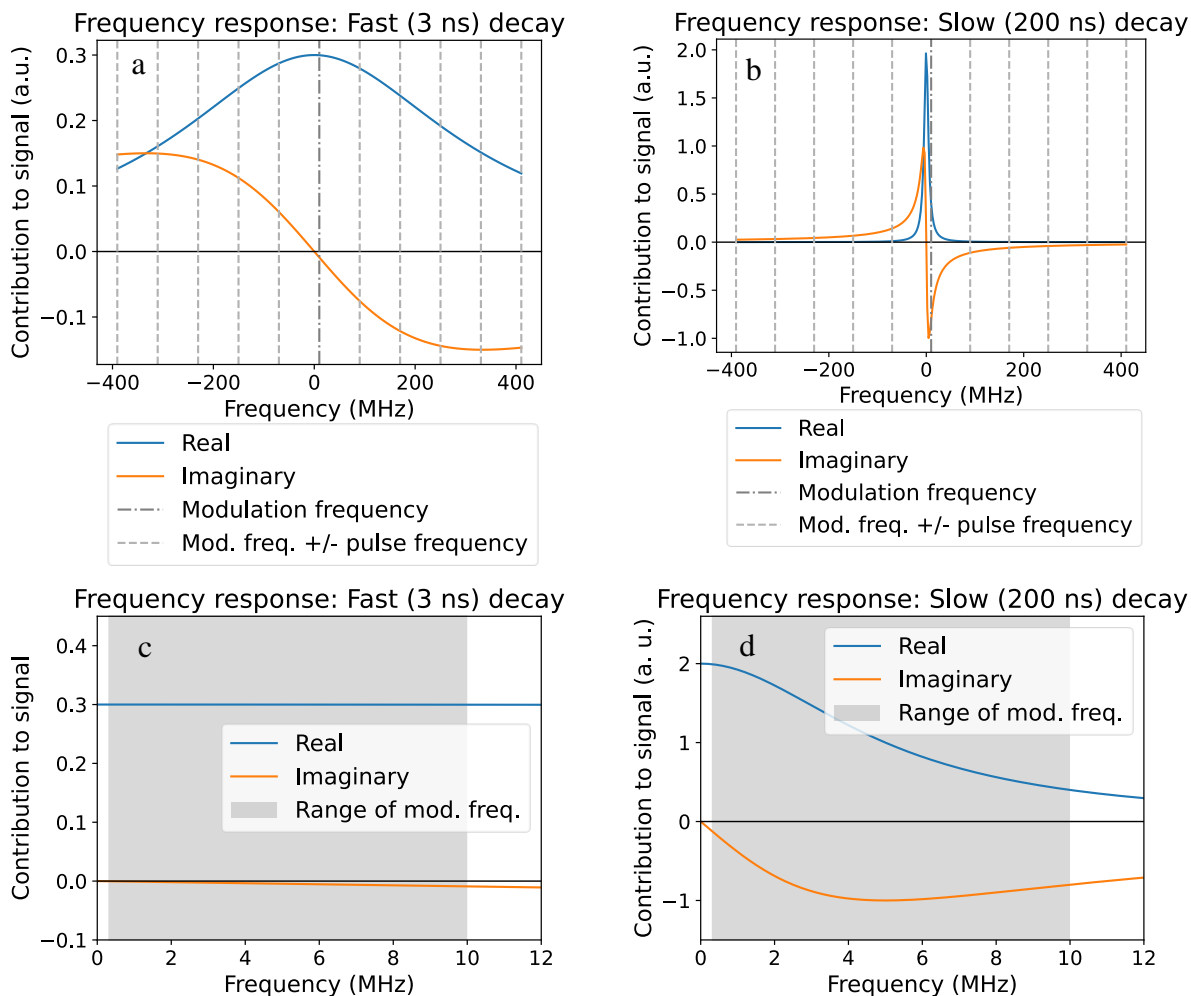 Frequency response: Fast (3 ns) decay
a
0.3
0.2
0.1
0.0
−0.1
Contribution to signal (a.u.)
−400 −200 0 200 400
Frequency (MHz)
Real
Imaginary
Modulation frequency
Mod. freq. +/- pulse frequency
Frequency response: Slow (200 ns) decay
b
2.0
1.5
1.0
0.5
0.0
−0.5
−1.0
Contribution to signal (a.u.)
−400 −200 0 200 400
Frequency (MHz)
Real
Imaginary
Modulation frequency
Mod. freq. +/- pulse frequency
Frequency response: Fast (3 ns) decay
c
0.4
0.3
0.2
0.1
0.0
−0.1
Contribution to signal
Real
Imaginary
Range of mod. freq.
0 2 4 6 8 10 12
Frequency (MHz)
Frequency response: Slow (200 ns) decay
d
2
1
0
−1
Contribution to signal (a. u.)
Real
Imaginary
Range of mod. freq.
0 2 4 6 8 10 12
Frequency (MHz)